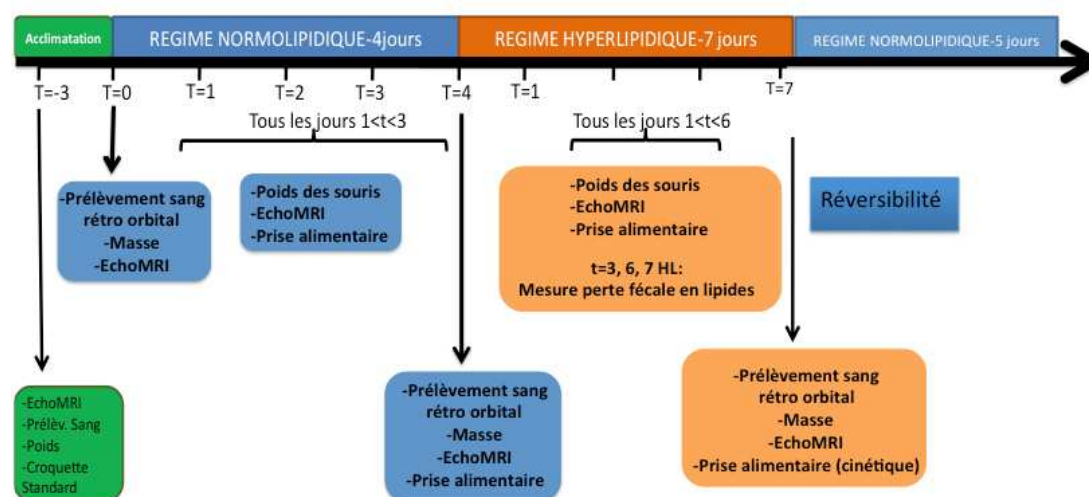 Acclimatation
REGIME NORMOLIPIDIQUE-4jours
REGIME HYPERLIPIDIQUE-7 jours
REGIME NORMOLIPIDIQUE-5 jours
T=-3
T=0
T=1
T=2
T=3
T=4
T=1
T=7
Tous les jours 1<t<3
Tous les jours 1<t<6
-Prélèvement sang
rétro orbital
-Masse
-EchoMRI
-Poids des souris
-EchoMRI
-Prise alimentaire
-Poids des souris
-EchoMRI
-Prise alimentaire
t=3, 6, 7 HL:
Mesure perte fécale en lipides
Réversibilité
-EchoMRI
-Prélèv. Sang
-Poids
-Croquette
Standard
-Prélèvement sang
rétro orbital
-Masse
-EchoMRI
-Prise alimentaire
-Prélèvement sang
rétro orbital
-Masse
-EchoMRI
-Prise alimentaire (cinétique)